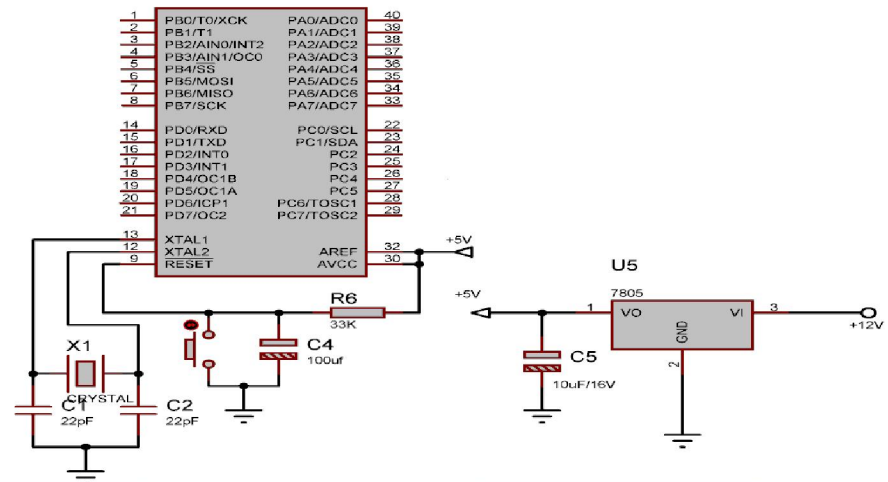 1 PB0/T0/XCK PA0/ADC0 40
2 PB1/T1 PA1/ADC1 39
3 PB2/AIN0/INT2 PA2/ADC2 38
4 PB3/AIN1/OC0 PA3/ADC3 37
5 PB4/SS PA4/ADC4 36
6 PB5/MOSI PA5/ADC5 35
7 PB6/MISO PA6/ADC6 34
8 PB7/SCK PA7/ADC7 33
14 PD0/RXD PC0/SCL 22
15 PD1/TXD PC1/SDA 23
16 PD2/INT0 PC2 24
17 PD3/INT1 PC3 25
18 PD4/OC1B PC4 26
19 PD5/OC1A PC5 27
20 PD6/ICP1 PC6/TOSC1 28
21 PD7/OC2 PC7/TOSC2 29
13 XTAL1
12 XTAL2 AREF 32
9 RESET AVCC 30
+5V
R6
33K
C4
100uf
X1
CRYSTAL
C1
22pF
C2
22pF
U5
7805
+5V
1 VO VI 3
GND
2
+12V
C5
10uF/16V